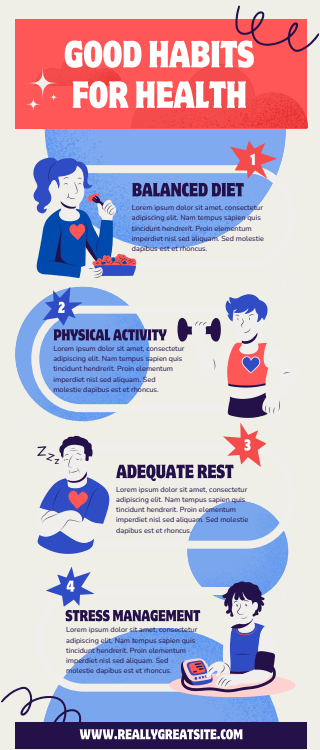 GOOD HABITS
FOR HEALTH
1
BALANCED DIET
Lorem ipsum dolor sit amet, consectetur
adipiscing elit. Nam tempus sapien quis
tincidunt hendrerit. Proin elementum
imperdiet nisl sed aliquam. Sed molestie
dapibus est id rhoncus.
2
PHYSICAL ACTIVITY
Lorem ipsum dolor sit amet, consectetur
adipiscing elit. Nam tempus sapien quis
tincidunt hendrerit. Proin elementum
imperdiet nisl sed aliquam. Sed
molestie dapibus est id rhoncus.
3
Z Z Z
ADEQUATE REST
Lorem ipsum dolor sit amet, consectetur
adipiscing elit. Nam tempus sapien quis
tincidunt hendrerit. Proin elementum
imperdiet nisl sed aliquam. Sed molestie
dapibus est id rhoncus.
4
STRESS MANAGEMENT
Lorem ipsum dolor sit amet, consectetur
adipiscing elit. Nam tempus sapien quis
tincidunt hendrerit. Proin elementum
imperdiet nisl sed aliquam. Sed
molestie dapibus est id rhoncus.
WWW.REALLYGREATSITE.COM